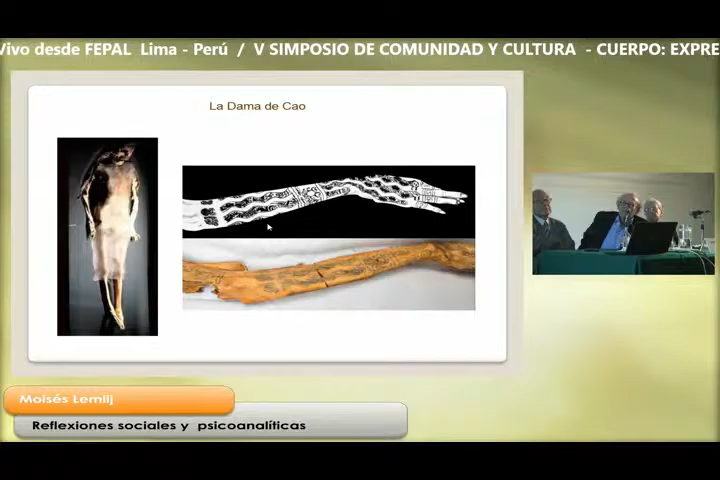 Vivo desde FEPAL Lima - Perú / V SIMPOSIO DE COMUNIDAD Y CULTURA - CUERPO: EXPRE
La Dama de Cao
Moisés Lemlij
Reflexiones sociales y psicoanalíticas